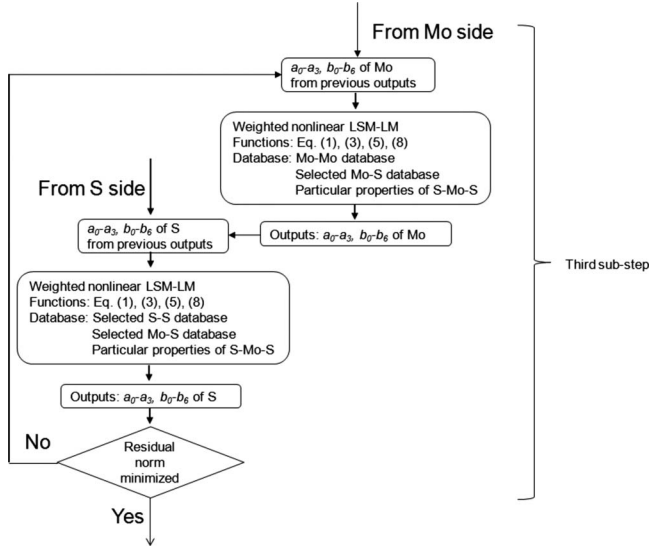 From Mo side
a₀-a₃, b₀-b₆ of Mo
from previous outputs
Weighted nonlinear LSM-LM
Functions: Eq. (1), (3), (5), (8)
Database: Mo-Mo database
Selected Mo-S database
Particular properties of S-Mo-S
From S side
a₀-a₃, b₀-b₆ of S
from previous outputs
Outputs: a₀-a₃, b₀-b₆ of Mo
Third sub-step
Weighted nonlinear LSM-LM
Functions: Eq. (1), (3), (5), (8)
Database: Selected S-S database
Selected Mo-S database
Particular properties of S-Mo-S
Outputs: a₀-a₃, b₀-b₆ of S
No
Residual
norm
minimized
Yes